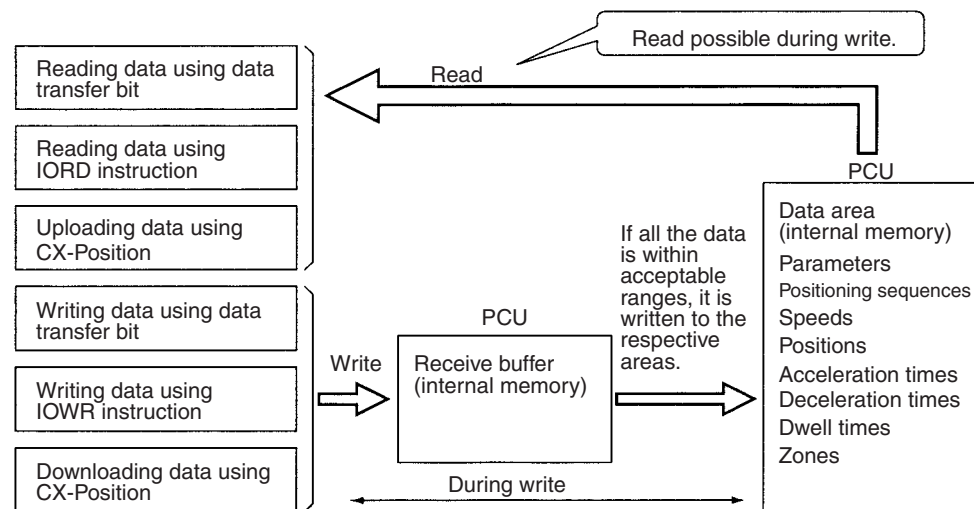 Read possible during write.
Reading data using data
transfer bit
Read
Reading data using
IORD instruction
Uploading data using
CX-Position
Writing data using data
transfer bit
Writing data using
IOWR instruction
Downloading data using
CX-Position
Write
PCU
Receive buffer
(internal memory)
During write
If all the data
is within
acceptable
ranges, it is
written to the
respective
areas.
PCU
Data area
(internal memory)
Parameters
Positioning sequences
Speeds
Positions
Acceleration times
Deceleration times
Dwell times
Zones